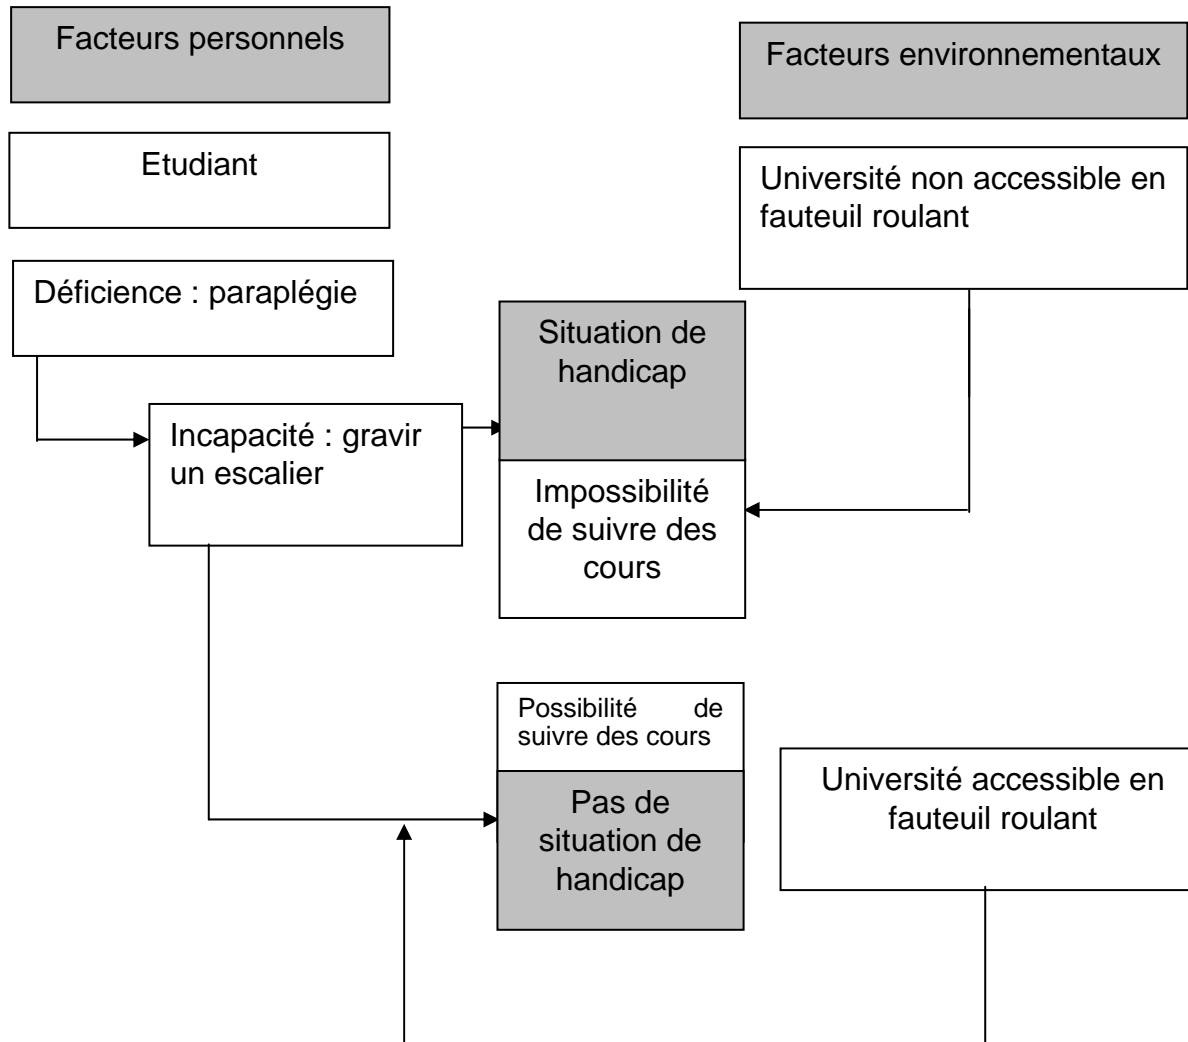 Facteurs personnels
Facteurs environnementaux
Etudiant
Université non accessible en
fauteuil roulant
Déficience : paraplégie
Situation de
handicap
Incapacité : gravir
un escalier
Impossibilité
de suivre des
cours
Possibilité de
suivre des cours
Pas de
situation de
handicap
Université accessible en
fauteuil roulant